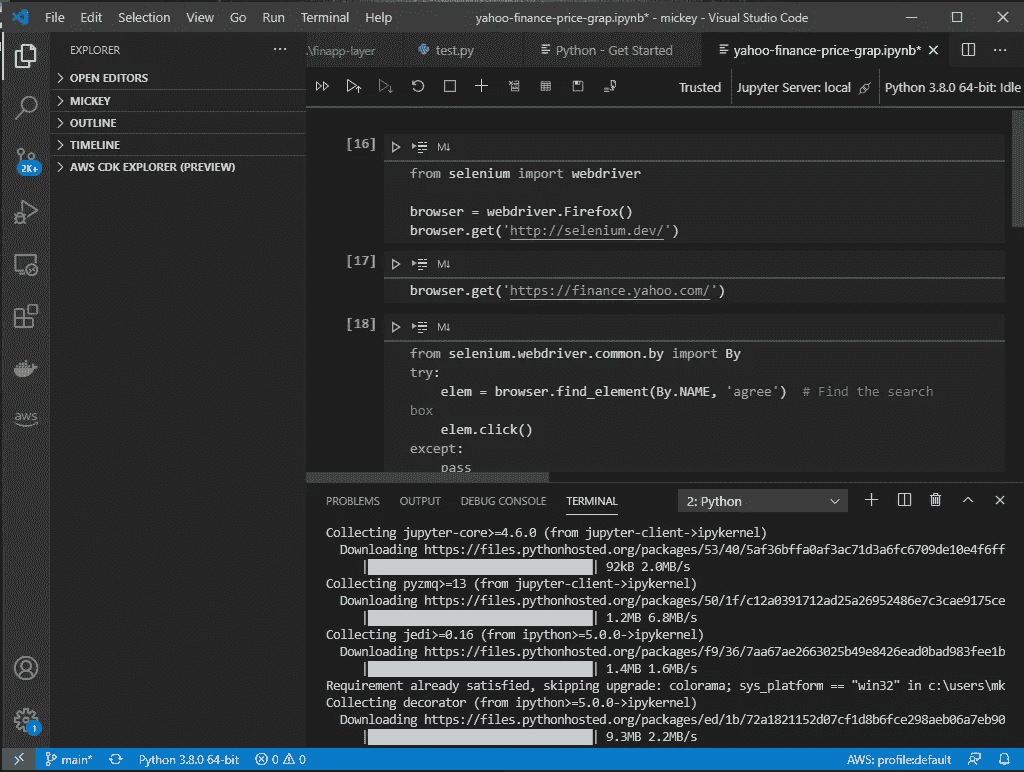 File Edit Selection View Go Run Terminal Help yahoo-finance-price-grap.ipynb* - mickey - Visual Studio Code
EXPLORER ...
.\finapp-layer test.py Python - Get Started yahoo-finance-price-grap.ipynb* ...
OPEN EDITORS
MICKEY
OUTLINE
TIMELINE
AWS CDK EXPLORER (PREVIEW)
2K+
aws
1
Trusted Jupyter Server: local Python 3.8.0 64-bit: Idle
[16]
M↓
from selenium import webdriver
browser = webdriver.Firefox()
browser.get('http://selenium.dev/')
[17]
M↓
browser.get('https://finance.yahoo.com/')
[18]
M↓
from selenium.webdriver.common.by import By
try:
elem = browser.find_element(By.NAME, 'agree') # Find the search
box
elem.click()
except:
pass
PROBLEMS OUTPUT DEBUG CONSOLE TERMINAL 2: Python
Collecting jupyter-core>=4.6.0 (from jupyter-client->ipykernel)
Downloading https://files.pythonhosted.org/packages/53/40/5af36bffa0af3ac71d3a6fc6709de10e4f6ff
| | 92kB 2.0MB/s
Collecting pyzmq>=13 (from jupyter-client->ipykernel)
Downloading https://files.pythonhosted.org/packages/50/1f/c12a0391712ad25a26952486e7c3cae9175ce
| | 1.2MB 6.8MB/s
Collecting jedi>=0.16 (from ipython>=5.0.0->ipykernel)
Downloading https://files.pythonhosted.org/packages/f9/36/7aa67ae2663025b49e8426ead0bad983fee1b
| | 1.4MB 1.6MB/s
Requirement already satisfied, skipping upgrade: colorama; sys_platform == "win32" in c:\users\mk
Collecting decorator (from ipython>=5.0.0->ipykernel)
Downloading https://files.pythonhosted.org/packages/ed/1b/72a1821152d07cf1d8b6fce298aeb06a7eb90
| | 9.3MB 2.2MB/s
main* Python 3.8.0 64-bit 0 0 AWS: profile:default